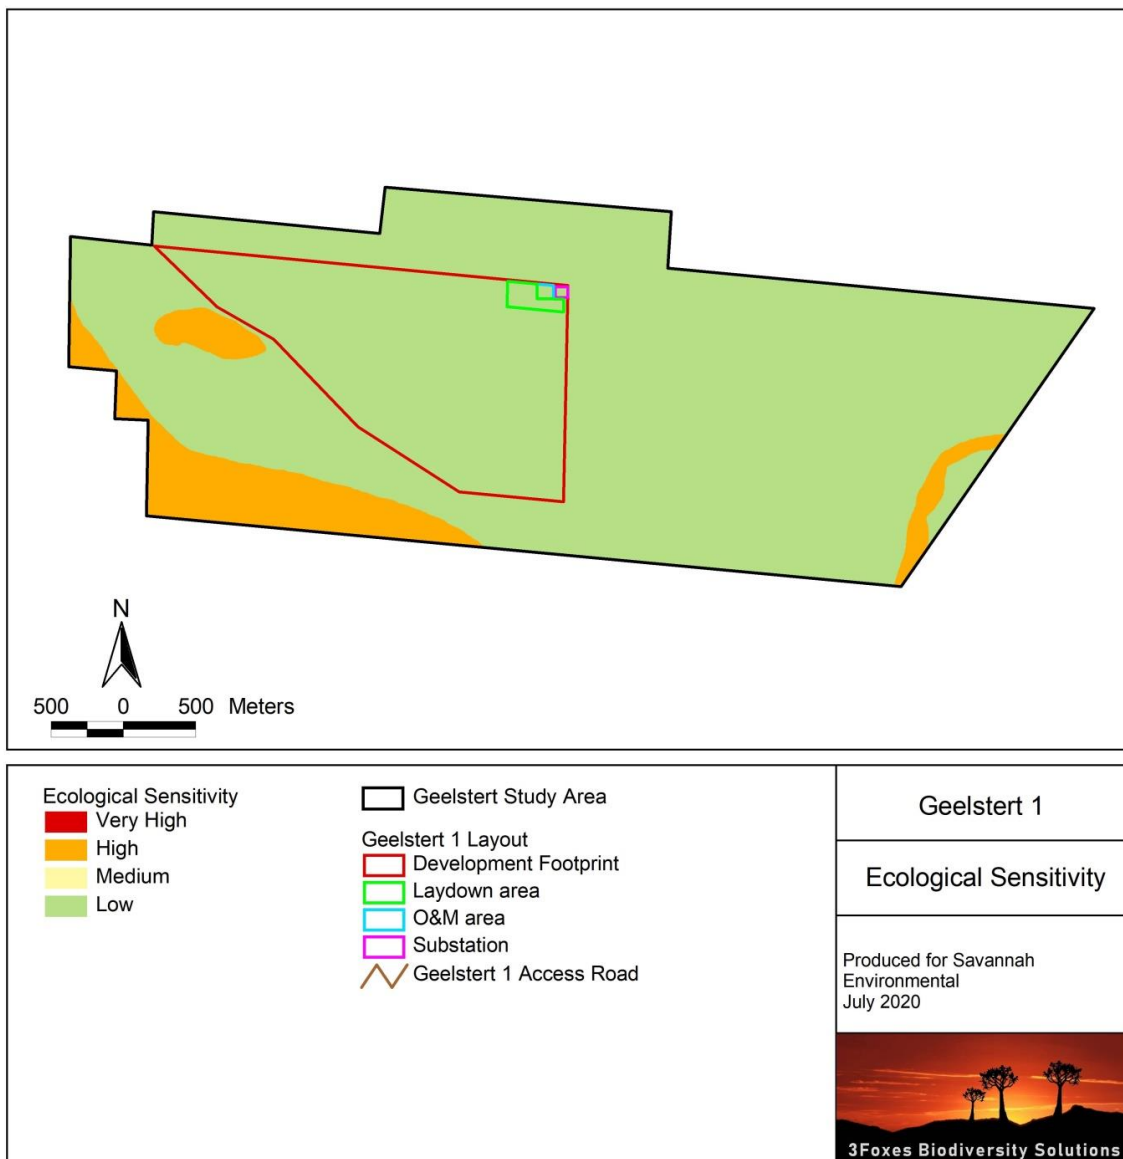 N
500 0 500 Meters
Ecological Sensitivity
Very High
High
Medium
Low
Geelstert Study Area
Geelstert 1 Layout
Development Footprint
Laydown area
O&M area
Substation
Geelstert 1 Access Road
Geelstert 1
Ecological Sensitivity
Produced for Savannah
Environmental
July 2020
3Foxes Biodiversity Solutions